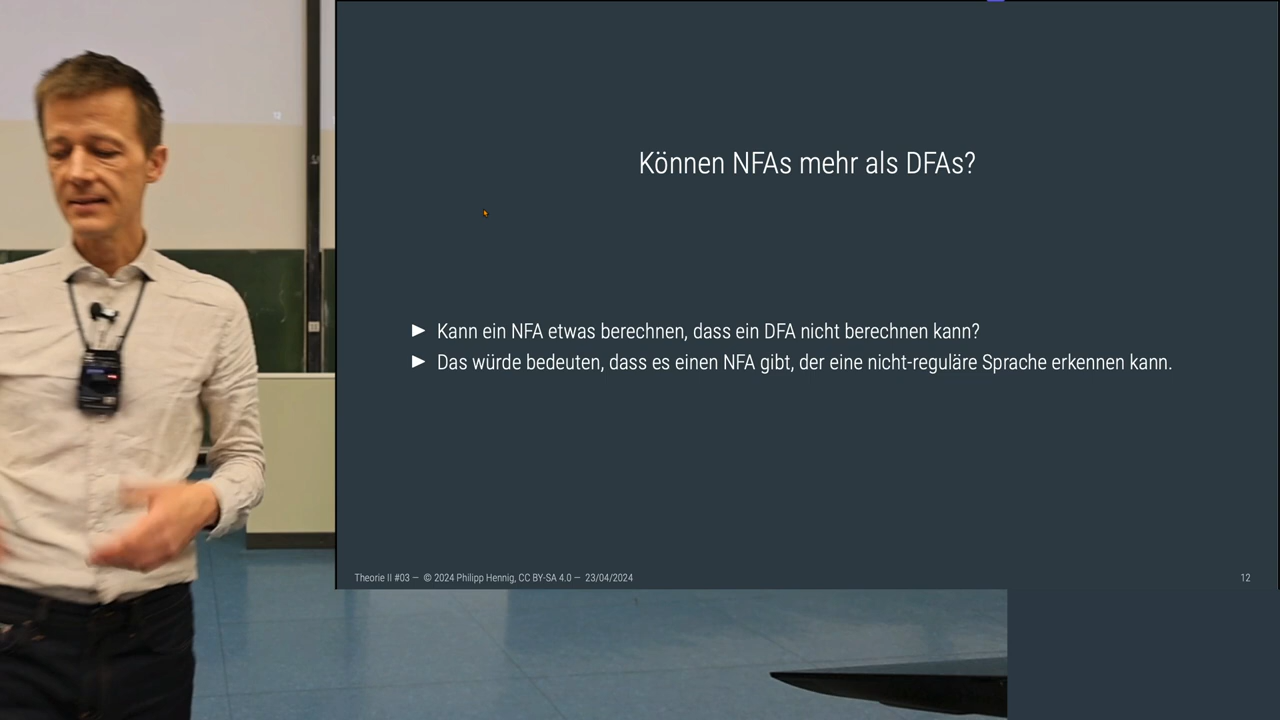 Können NFAs mehr als DFAs?
► Kann ein NFA etwas berechnen, dass ein DFA nicht berechnen kann?
► Das würde bedeuten, dass es einen NFA gibt, der eine nicht-reguläre Sprache erkennen kann.
Theorie II #03 — © 2024 Philipp Hennig, CC BY-SA 4.0 — 23/04/2024
12